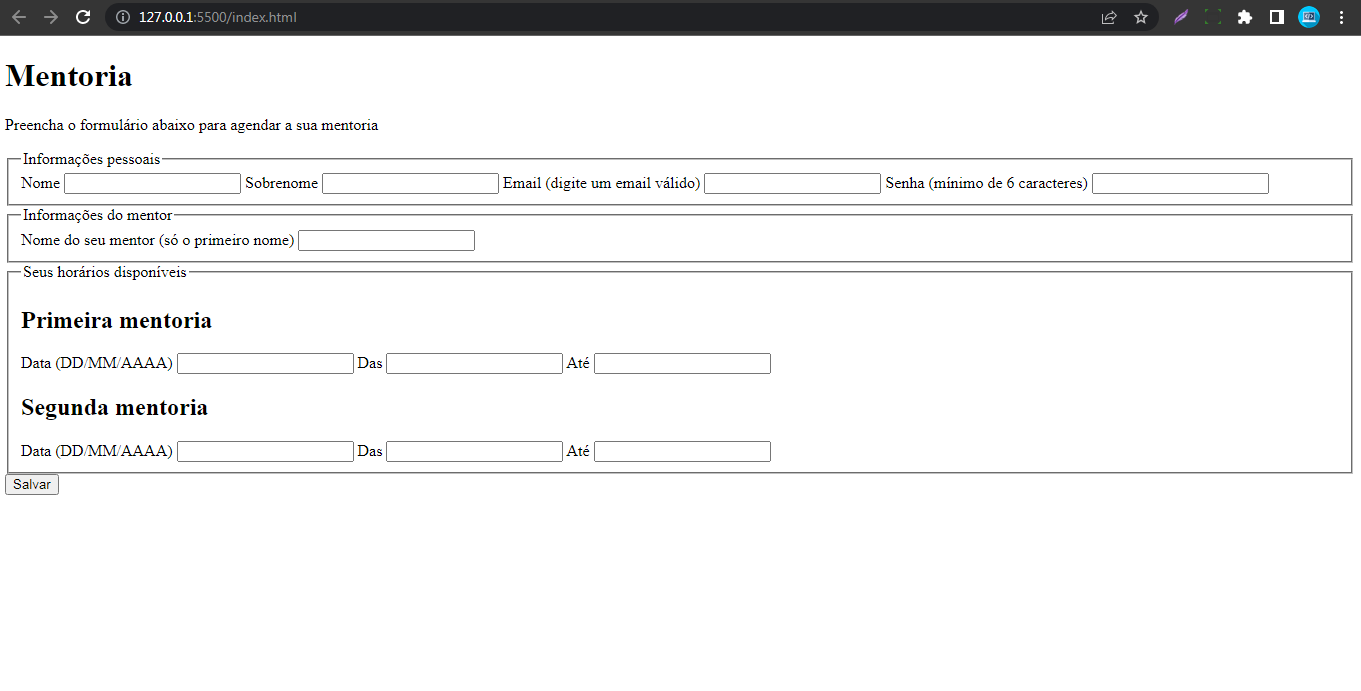 127.0.0.1:5500/index.html
Mentoria
Preencha o formulário abaixo para agendar a sua mentoria
Informações pessoais
Nome Sobrenome Email (digite um email válido) Senha (mínimo de 6 caracteres)
Informações do mentor
Nome do seu mentor (só o primeiro nome)
Seus horários disponíveis
Primeira mentoria
Data (DD/MM/AAAA) Das Até
Segunda mentoria
Data (DD/MM/AAAA) Das Até
Salvar